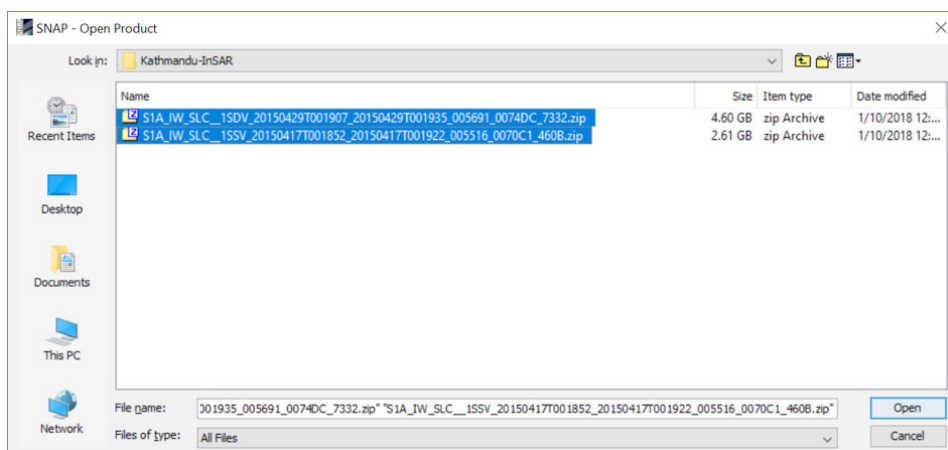 SNAP - Open Product
Look in: Kathmandu-InSAR
Name Size Item type Date modified
S1A_IW_SLC__1SDV_20150429T001907_20150429T001935_005691_0074DC_7332.zip 4.60 GB zip Archive 1/10/2018 12:...
S1A_IW_SLC__1SSV_20150417T001852_20150417T001922_005516_0070C1_460B.zip 2.61 GB zip Archive 1/10/2018 12:...
Recent Items
Desktop
Documents
This PC
Network
File name: 001935_005691_0074DC_7332.zip" "S1A_IW_SLC__1SSV_20150417T001852_20150417T001922_005516_0070C1_460B.zip" Open
Files of type: All Files Cancel